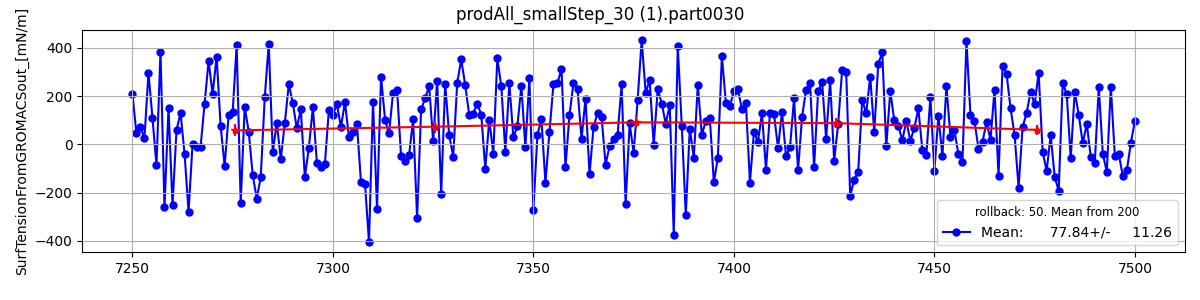 prodAll_smallStep_30 (1).part0030
SurfTensionFromGROMACSout_[mN/m]
400
200
0
−200
−400
rollback: 50. Mean from 200
Mean: 77.84+/- 11.26
7250 7300 7350 7400 7450 7500